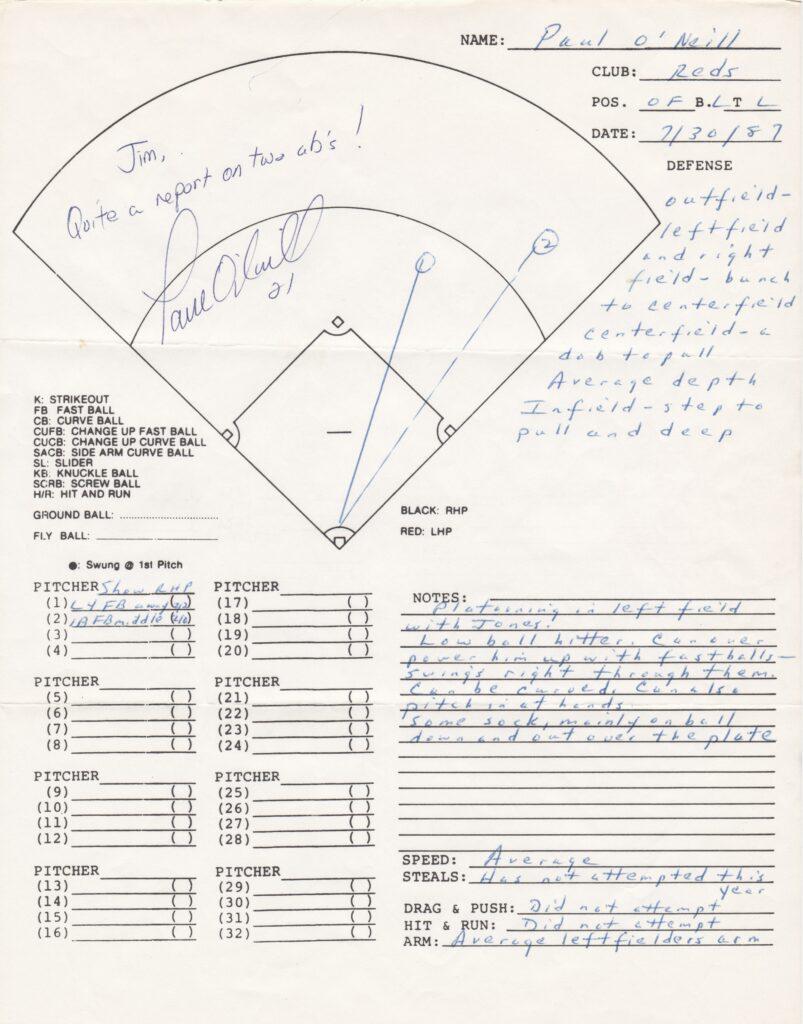 NAME: Paul O'Neill
CLUB: Reds
POS. OF B. L T L
DATE: 7/30/87
DEFENSE
outfield-
leftfield
and right
field- bunch
to centerfield
centerfield- a
dab to pull
Average depth
Infield- step to
pull and deep
Jim,
Quite a report on two ab's!
Paul O'Neill
21
1
2
K: STRIKEOUT
FB FAST BALL
CB: CURVE BALL
CUFB: CHANGE UP FAST BALL
CUCB: CHANGE UP CURVE BALL
SACB: SIDE ARM CURVE BALL
SL: SLIDER
KB: KNUCKLE BALL
SCRB: SCREW BALL
H/R: HIT AND RUN
GROUND BALL:
FLY BALL:
BLACK: RHP
RED: LHP
●: Swung @ 1st Pitch
PITCHER Show RHP
(1) L4 FB away
(2) FB middle
(3) ( )
(4) ( )
PITCHER
(5) ( )
(6) ( )
(7) ( )
(8) ( )
PITCHER
(9) ( )
(10) ( )
(11) ( )
(12) ( )
PITCHER
(13) ( )
(14) ( )
(15) ( )
(16) ( )
PITCHER
(17) ( )
(18) ( )
(19) ( )
(20) ( )
PITCHER
(21) ( )
(22) ( )
(23) ( )
(24) ( )
PITCHER
(25) ( )
(26) ( )
(27) ( )
(28) ( )
PITCHER
(29) ( )
(30) ( )
(31) ( )
(32) ( )
NOTES:
Platooning in left field
with Jones.
Low ball hitter. Can over
power him up with fastballs-
swings right through them.
Can be curved. Can also
pitch in at hands.
Some sock, mainly on ball
down and out over the plate
SPEED: Average
STEALS: Has not attempted this
year
DRAG & PUSH: Did not attempt
HIT & RUN: Did not attempt
ARM: Average leftfielders arm